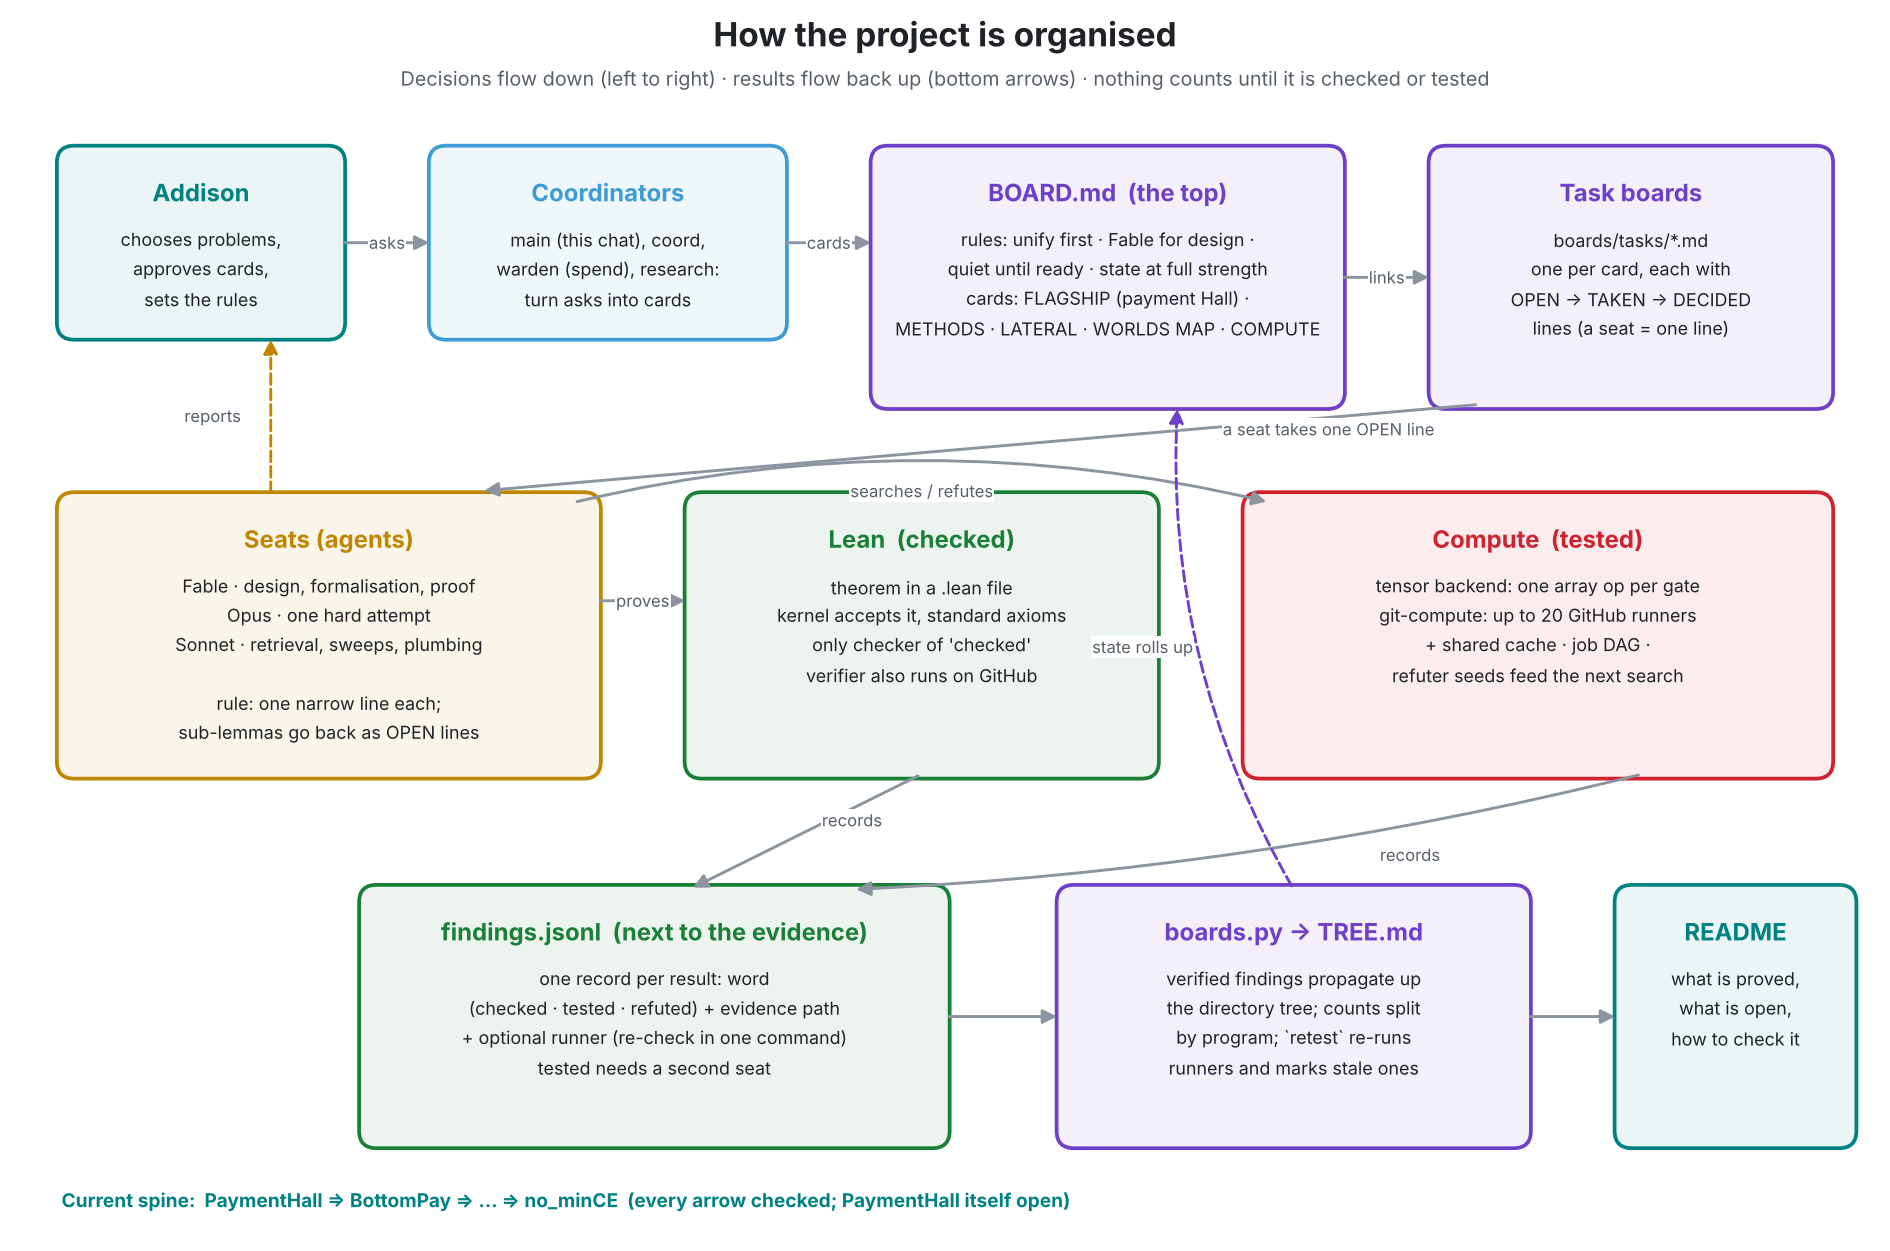 How the project is organised
Decisions flow down (left to right) · results flow back up (bottom arrows) · nothing counts until it is checked or tested
Addison
chooses problems,
approves cards,
sets the rules
asks
Coordinators
main (this chat), coord,
warden (spend), research:
turn asks into cards
cards
BOARD.md (the top)
rules: unify first · Fable for design ·
quiet until ready · state at full strength
cards: FLAGSHIP (payment Hall) ·
METHODS · LATERAL · WORLDS MAP · COMPUTE
links
Task boards
boards/tasks/*.md
one per card, each with
OPEN → TAKEN → DECIDED
lines (a seat = one line)
reports
a seat takes one OPEN line
searches / refutes
Seats (agents)
Fable · design, formalisation, proof
Opus · one hard attempt
Sonnet · retrieval, sweeps, plumbing
rule: one narrow line each;
sub-lemmas go back as OPEN lines
proves
Lean (checked)
theorem in a .lean file
kernel accepts it, standard axioms
only checker of 'checked'
verifier also runs on GitHub
state rolls up
Compute (tested)
tensor backend: one array op per gate
git-compute: up to 20 GitHub runners
+ shared cache · job DAG ·
refuter seeds feed the next search
records
records
findings.jsonl (next to the evidence)
one record per result: word
(checked · tested · refuted) + evidence path
+ optional runner (re-check in one command)
tested needs a second seat
boards.py → TREE.md
verified findings propagate up
the directory tree; counts split
by program; `retest` re-runs
runners and marks stale ones
README
what is proved,
what is open,
how to check it
Current spine: PaymentHall ⇒ BottomPay ⇒ … ⇒ no_minCE (every arrow checked; PaymentHall itself open)